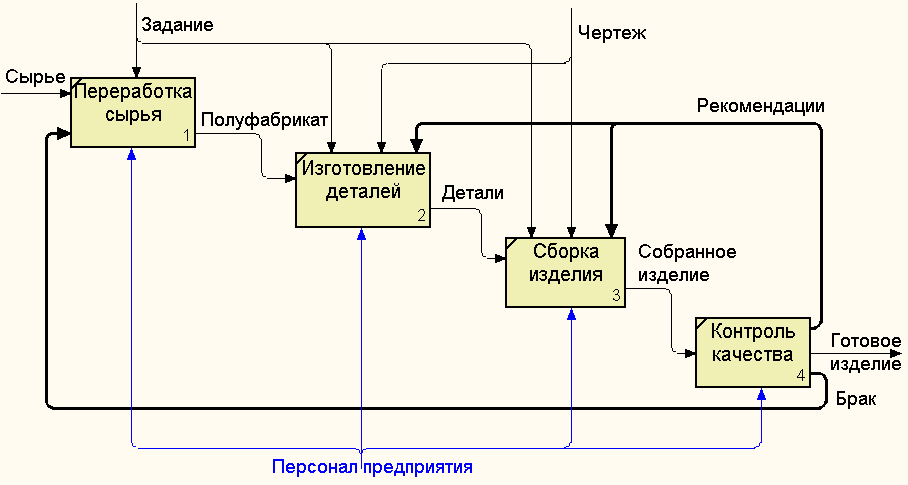 Задание
Чертеж
Сырье
Переработка
сырья
1
Полуфабрикат
Рекомендации
Изготовление
деталей
2
Детали
Сборка
изделия
3
Собранное
изделие
Контроль
качества
4
Готовое
изделие
Брак
Персонал предприятия